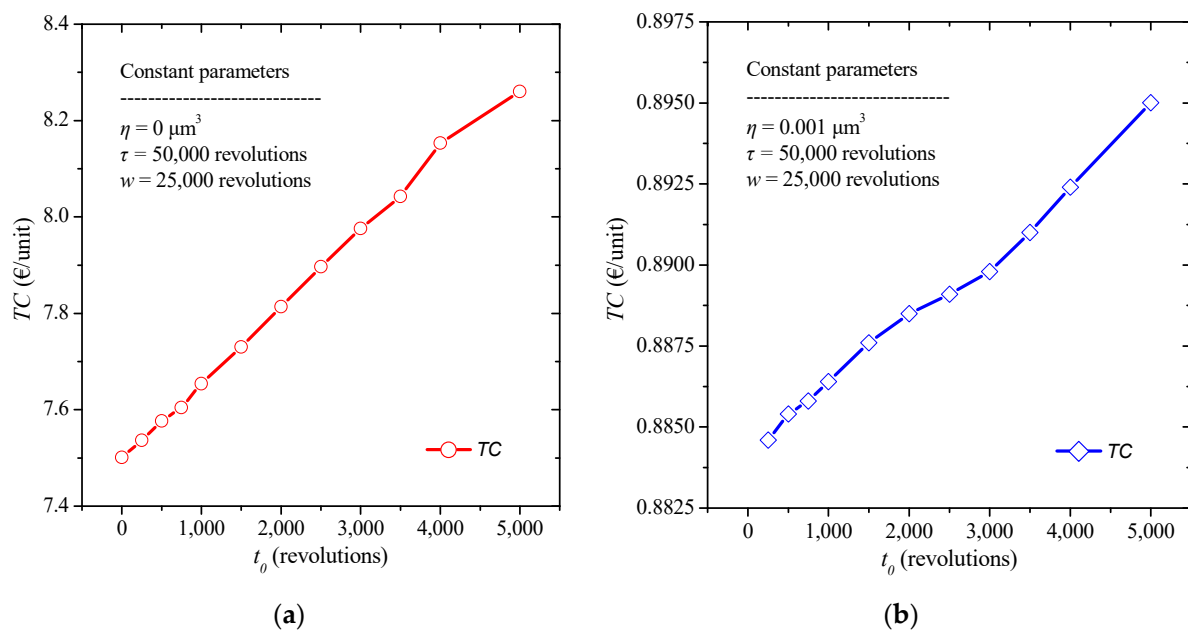 8.4
8.2
8.0
7.8
7.6
7.4
TC (€/unit)
Constant parameters
-----------------------------
η = 0 μm³
τ = 50,000 revolutions
w = 25,000 revolutions
TC
0 1,000 2,000 3,000 4,000 5,000
t₀ (revolutions)
(a)
0.8975
0.8950
0.8925
0.8900
0.8875
0.8850
0.8825
TC (€/unit)
Constant parameters
-----------------------------
η = 0.001 μm³
τ = 50,000 revolutions
w = 25,000 revolutions
TC
0 1,000 2,000 3,000 4,000 5,000
t₀ (revolutions)
(b)